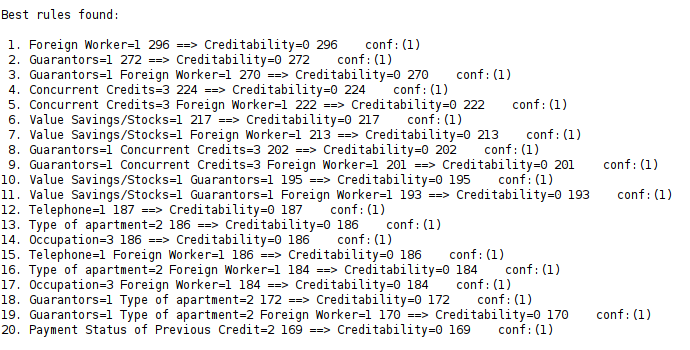 Best rules found:

 1. Foreign Worker=1 296 ==> Creditability=0 296    conf:(1)
 2. Guarantors=1 272 ==> Creditability=0 272    conf:(1)
 3. Guarantors=1 Foreign Worker=1 270 ==> Creditability=0 270    conf:(1)
 4. Concurrent Credits=3 224 ==> Creditability=0 224    conf:(1)
 5. Concurrent Credits=3 Foreign Worker=1 222 ==> Creditability=0 222    conf:(1)
 6. Value Savings/Stocks=1 217 ==> Creditability=0 217    conf:(1)
 7. Value Savings/Stocks=1 Foreign Worker=1 213 ==> Creditability=0 213    conf:(1)
 8. Guarantors=1 Concurrent Credits=3 202 ==> Creditability=0 202    conf:(1)
 9. Guarantors=1 Concurrent Credits=3 Foreign Worker=1 201 ==> Creditability=0 201    conf:(1)
10. Value Savings/Stocks=1 Guarantors=1 195 ==> Creditability=0 195    conf:(1)
11. Value Savings/Stocks=1 Guarantors=1 Foreign Worker=1 193 ==> Creditability=0 193    conf:(1)
12. Telephone=1 187 ==> Creditability=0 187    conf:(1)
13. Type of apartment=2 186 ==> Creditability=0 186    conf:(1)
14. Occupation=3 186 ==> Creditability=0 186    conf:(1)
15. Telephone=1 Foreign Worker=1 186 ==> Creditability=0 186    conf:(1)
16. Type of apartment=2 Foreign Worker=1 184 ==> Creditability=0 184    conf:(1)
17. Occupation=3 Foreign Worker=1 184 ==> Creditability=0 184    conf:(1)
18. Guarantors=1 Type of apartment=2 172 ==> Creditability=0 172    conf:(1)
19. Guarantors=1 Type of apartment=2 Foreign Worker=1 170 ==> Creditability=0 170    conf:(1)
20. Payment Status of Previous Credit=2 169 ==> Creditability=0 169    conf:(1)